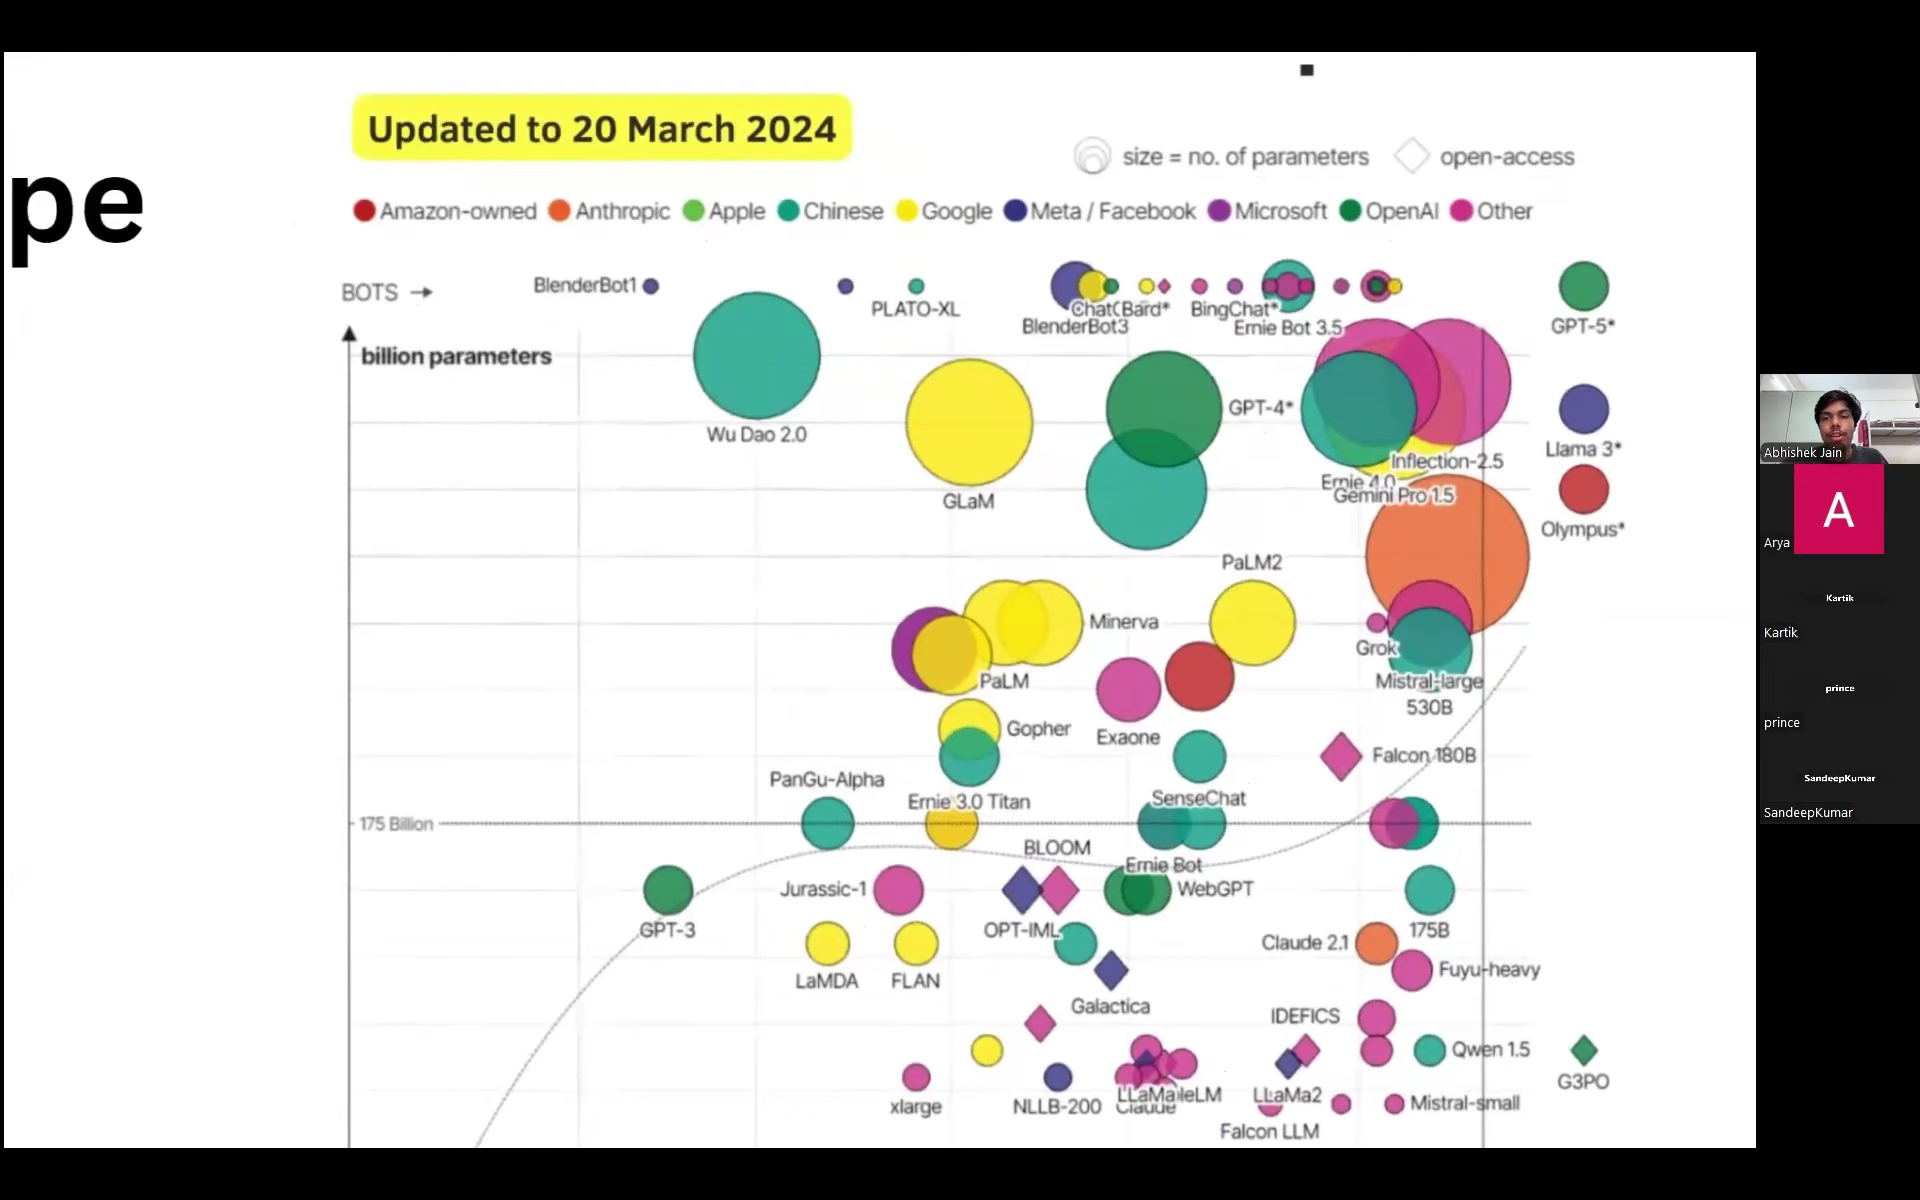 pe
Updated to 20 March 2024
size = no. of parameters
open-access
Amazon-owned
Anthropic
Apple
Chinese
Google
Meta / Facebook
Microsoft
OpenAI
Other
BOTS →
BlenderBot1
PLATO-XL
Bard*
BlenderBot3
BingChat*
Ernie Bot 3.5
GPT-5*
billion parameters
Wu Dao 2.0
GLaM
GPT-4*
Llama 3*
Inflection-2.5
Ernie 4.0
Gemini Pro 1.5
Olympus*
PaLM2
Minerva
Grok
PaLM
Mistral-large
530B
Gopher
Exaone
Falcon 180B
PanGu-Alpha
Ernie 3.0 Titan
SenseChat
175 Billion
BLOOM
Ernie Bot
Jurassic-1
WebGPT
GPT-3
OPT-IML
175B
Claude 2.1
Fuyu-heavy
LaMDA
FLAN
Galactica
IDEFICS
Qwen 1.5
G3PO
xlarge
NLLB-200
LLaMa
Claude
LLaMa2
Mistral-small
Falcon LLM
Abhishek Jain
A
Arya
Kartik
Kartik
prince
prince
SandeepKumar
SandeepKumar